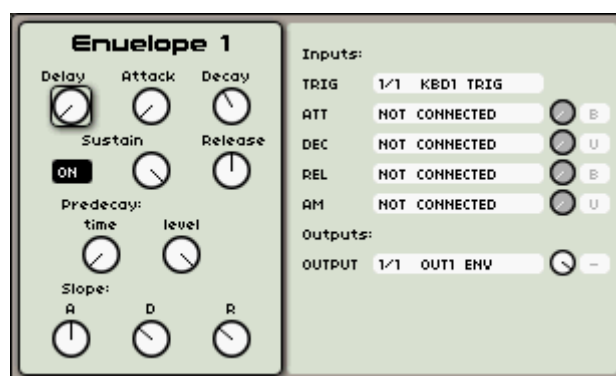 Envelope 1
Delay Attack Decay
Sustain Release
ON
Predecay:
time level
Slope:
A D R
Inputs:
TRIG 1/1 KBD1 TRIG
ATT NOT CONNECTED B
DEC NOT CONNECTED U
REL NOT CONNECTED B
AM NOT CONNECTED U
Outputs:
OUTPUT 1/1 OUT1 ENV -